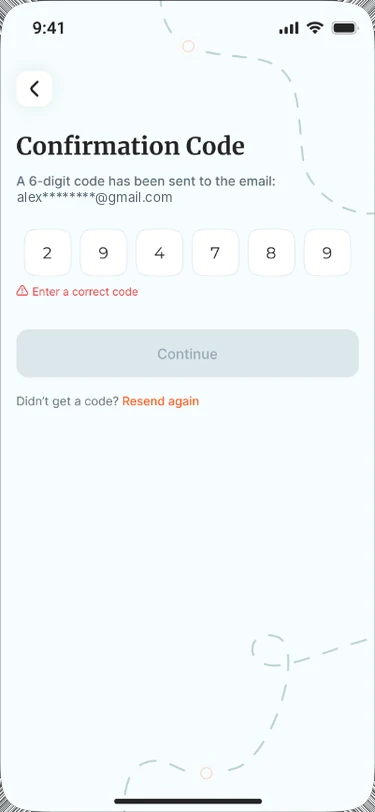 9:41
Confirmation Code
A 6-digit code has been sent to the email:
alex********@gmail.com
2 9 4 7 8 9
Enter a correct code
Continue
Didn't get a code? Resend again